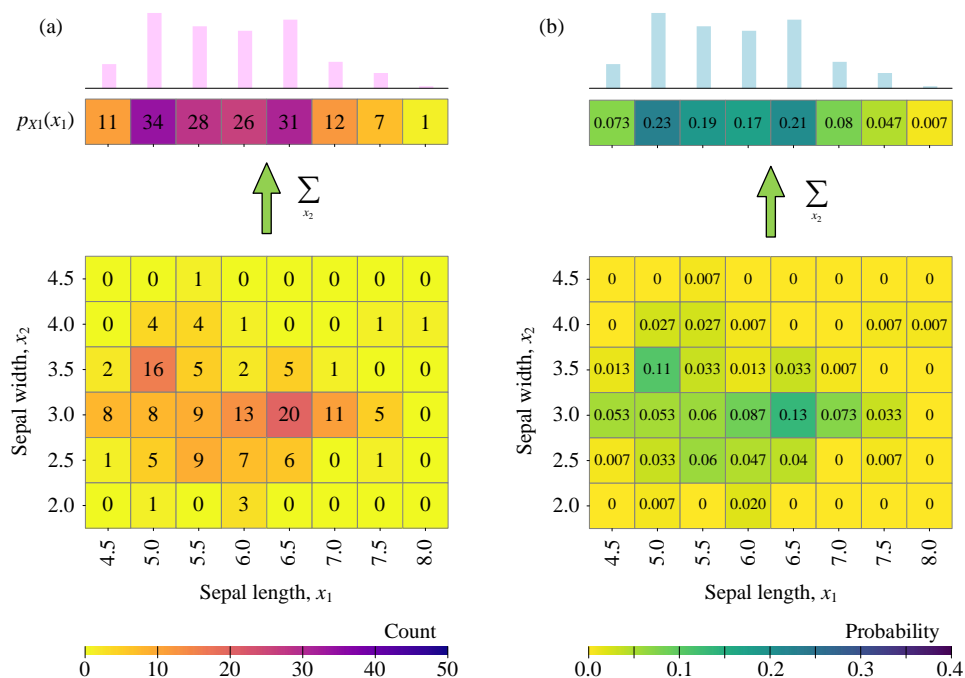 (a)
p_{X1}(x_1) 11 34 28 26 31 12 7 1
∑
x_2
Sepal width, x_2
4.5 0 0 1 0 0 0 0 0
4.0 0 4 4 1 0 0 1 1
3.5 2 16 5 2 5 1 0 0
3.0 8 8 9 13 20 11 5 0
2.5 1 5 9 7 6 0 1 0
2.0 0 1 0 3 0 0 0 0
4.5 5.0 5.5 6.0 6.5 7.0 7.5 8.0
Sepal length, x_1
Count
0 10 20 30 40 50
(b)
0.073 0.23 0.19 0.17 0.21 0.08 0.047 0.007
∑
x_2
Sepal width, x_2
4.5 0 0 0.007 0 0 0 0 0
4.0 0 0.027 0.027 0.007 0 0 0.007 0.007
3.5 0.013 0.11 0.033 0.013 0.033 0.007 0 0
3.0 0.053 0.053 0.06 0.087 0.13 0.073 0.033 0
2.5 0.007 0.033 0.06 0.047 0.04 0 0.007 0
2.0 0 0.007 0 0.020 0 0 0 0
4.5 5.0 5.5 6.0 6.5 7.0 7.5 8.0
Sepal length, x_1
Probability
0.0 0.1 0.2 0.3 0.4